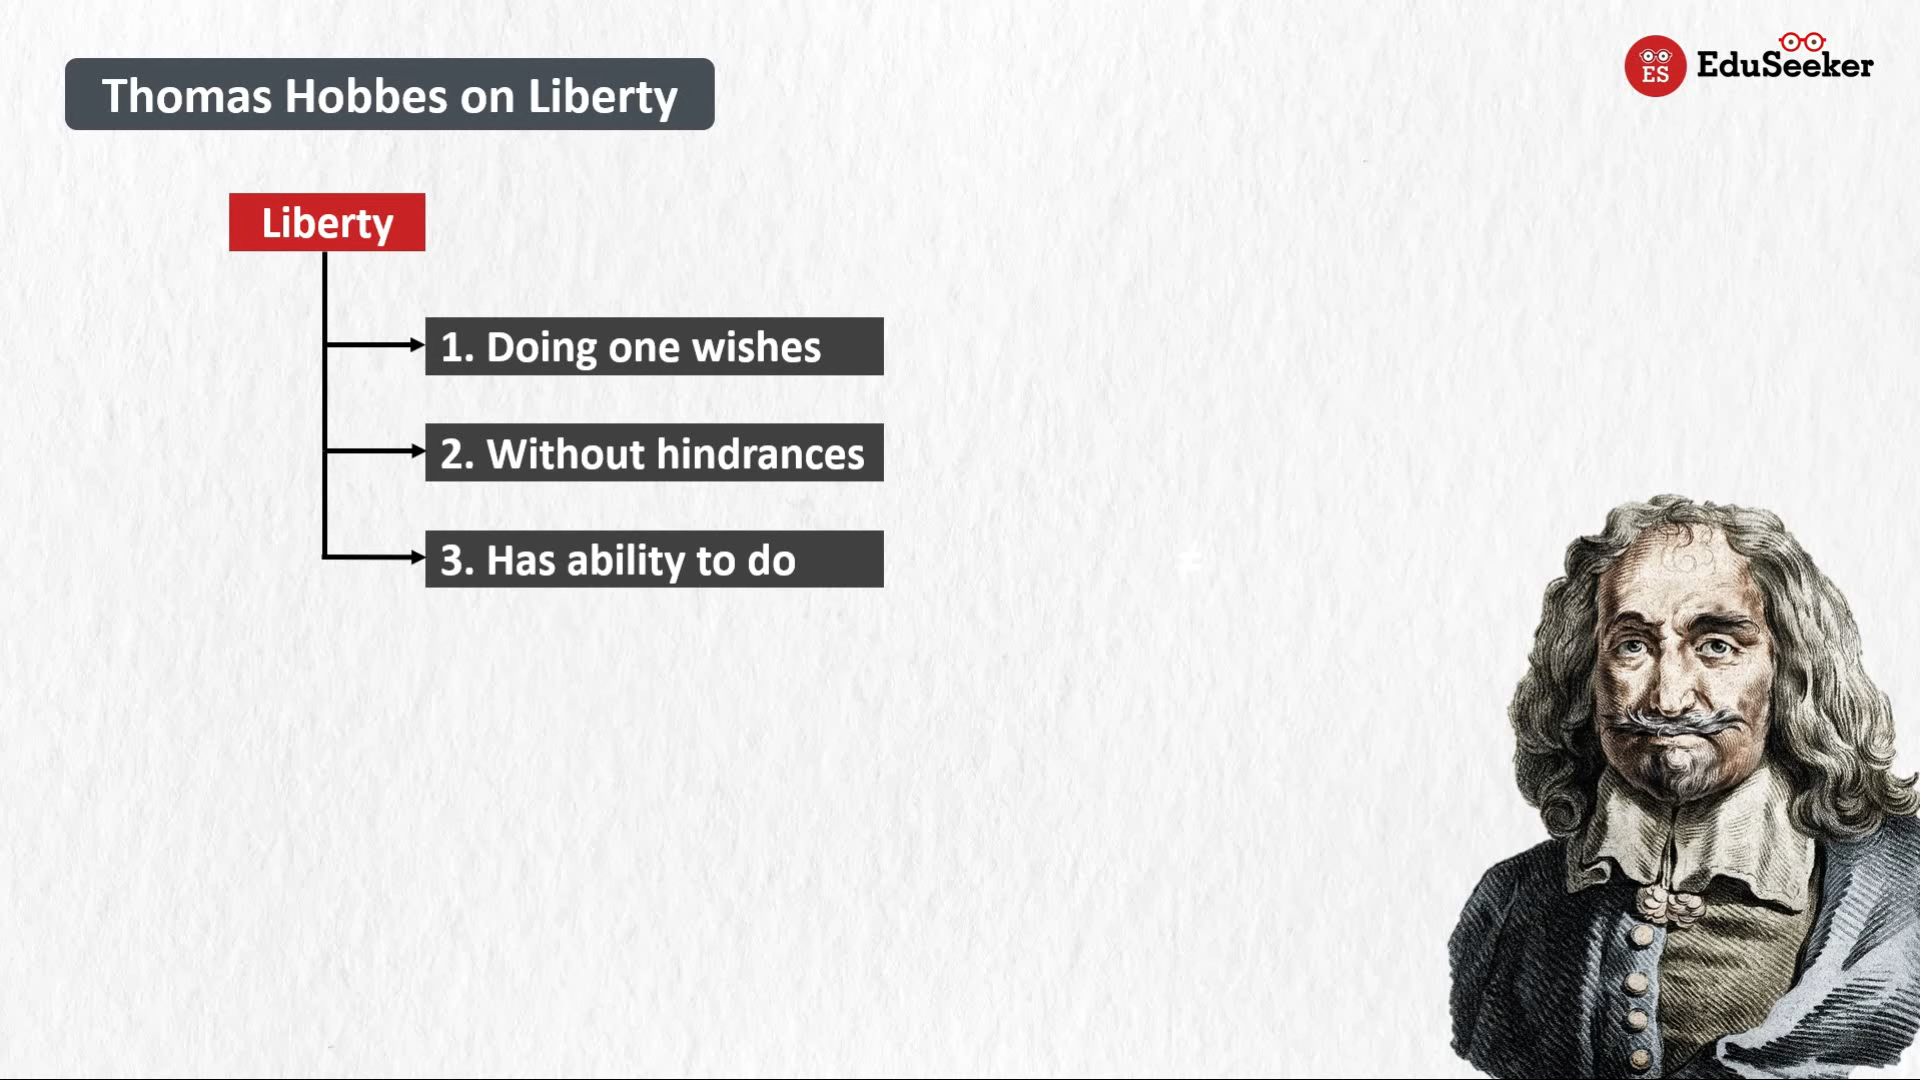 Thomas Hobbes on Liberty
ES EduSeeker
Liberty
1. Doing one wishes
2. Without hindrances
3. Has ability to do